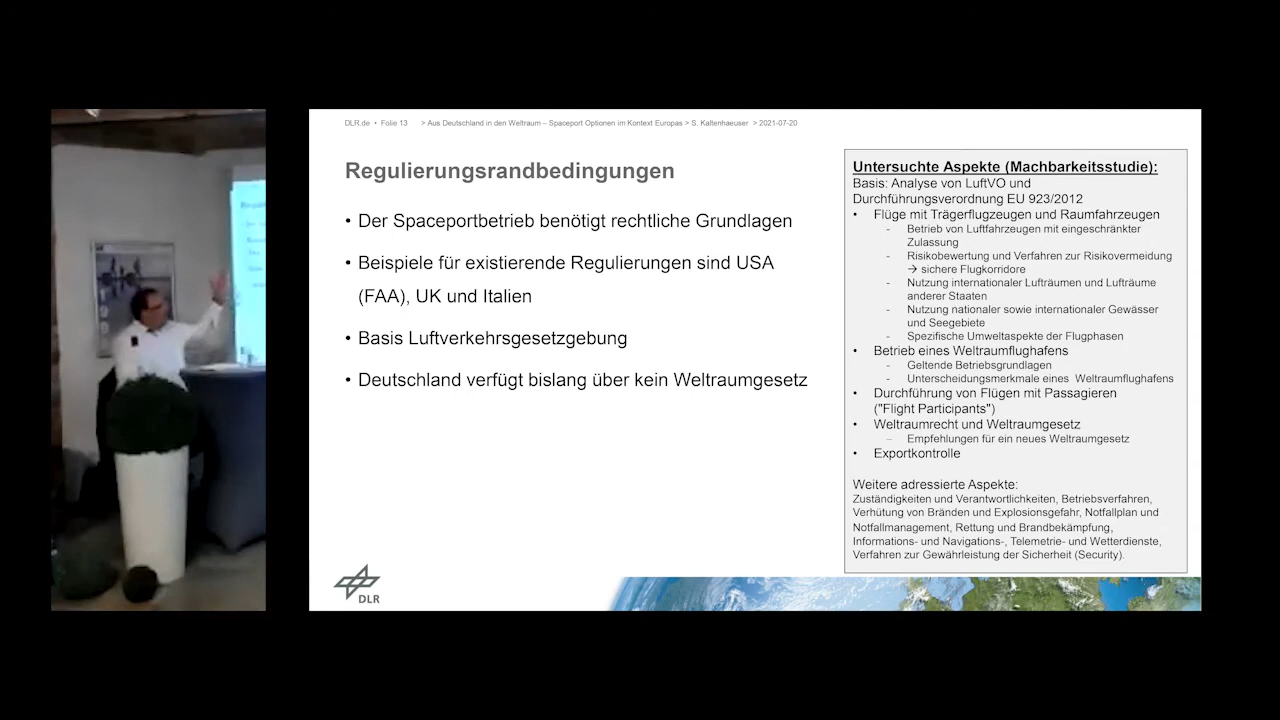 DLR.de • Folie 13 > Aus Deutschland in den Weltraum – Spaceport Optionen im Kontext Europas > S. Kaltenhaeuser > 2021-07-20
Regulierungsrandbedingungen
• Der Spaceportbetrieb benötigt rechtliche Grundlagen
• Beispiele für existierende Regulierungen sind USA
(FAA), UK und Italien
• Basis Luftverkehrsgesetzgebung
• Deutschland verfügt bislang über kein Weltraumgesetz
Untersuchte Aspekte (Machbarkeitsstudie):
Basis: Analyse von LuftVO und
Durchführungsverordnung EU 923/2012
• Flüge mit Trägerflugzeugen und Raumfahrzeugen
- Betrieb von Luftfahrzeugen mit eingeschränkter
Zulassung
- Risikobewertung und Verfahren zur Risikovermeidung
→ sichere Flugkorridore
- Nutzung internationaler Lufträumen und Lufträume
anderer Staaten
- Nutzung nationaler sowie internationaler Gewässer
und Seegebiete
- Spezifische Umweltaspekte der Flugphasen
• Betrieb eines Weltraumflughafens
- Geltende Betriebsgrundlagen
- Unterscheidungsmerkmale eines Weltraumflughafens
• Durchführung von Flügen mit Passagieren
("Flight Participants")
• Weltraumrecht und Weltraumgesetz
– Empfehlungen für ein neues Weltraumgesetz
• Exportkontrolle
Weitere adressierte Aspekte:
Zuständigkeiten und Verantwortlichkeiten, Betriebsverfahren,
Verhütung von Bränden und Explosionsgefahr, Notfallplan und
Notfallmanagement, Rettung und Brandbekämpfung,
Informations- und Navigations-, Telemetrie- und Wetterdienste,
Verfahren zur Gewährleistung der Sicherheit (Security).
DLR